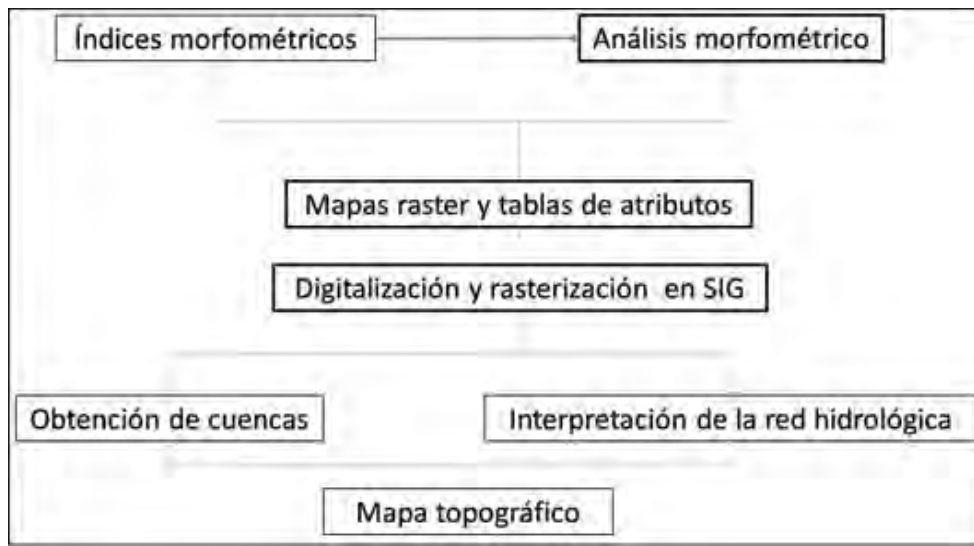 Índices morfométricos
Análisis morfométrico
Mapas raster y tablas de atributos
Digitalización y rasterización en SIG
Obtención de cuencas
Interpretación de la red hidrológica
Mapa topográfico